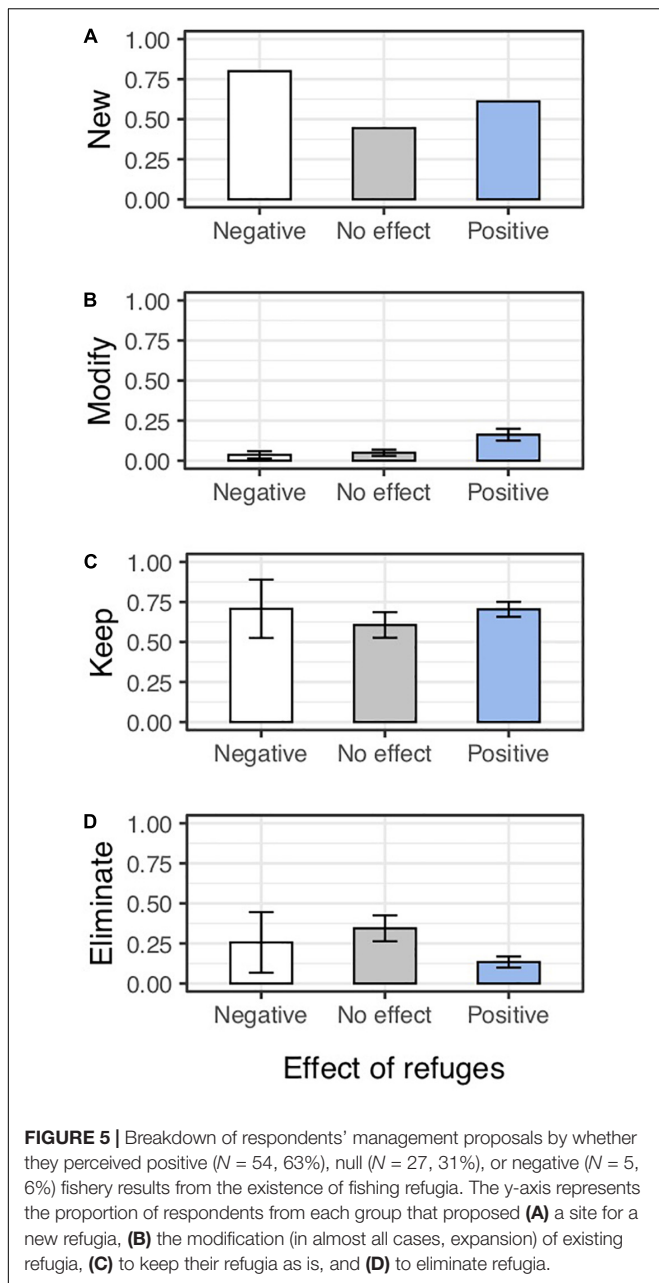 A
New
1.00
0.75
0.50
0.25
0.00
Negative No effect Positive
B
Modify
1.00
0.75
0.50
0.25
0.00
Negative No effect Positive
C
Keep
1.00
0.75
0.50
0.25
0.00
Negative No effect Positive
D
Eliminate
1.00
0.75
0.50
0.25
0.00
Negative No effect Positive
Effect of refuges
FIGURE 5 | Breakdown of respondents’ management proposals by whether
they perceived positive (N = 54, 63%), null (N = 27, 31%), or negative (N = 5,
6%) fishery results from the existence of fishing refugia. The y-axis represents
the proportion of respondents from each group that proposed (A) a site for a
new refugia, (B) the modification (in almost all cases, expansion) of existing
refugia, (C) to keep their refugia as is, and (D) to eliminate refugia.